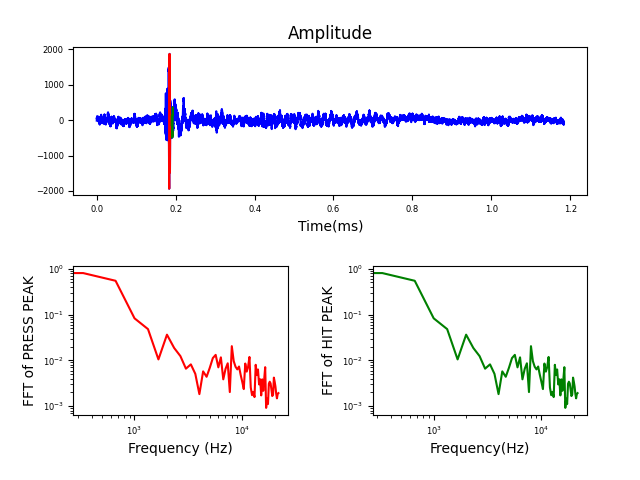 Amplitude
2000
1000
0
−1000
−2000
0.0 0.2 0.4 0.6 0.8 1.0 1.2
Time(ms)
FFT of PRESS PEAK
10⁰
10⁻¹
10⁻²
10⁻³
10³ 10⁴
Frequency (Hz)
FFT of HIT PEAK
10⁰
10⁻¹
10⁻²
10⁻³
10³ 10⁴
Frequency(Hz)